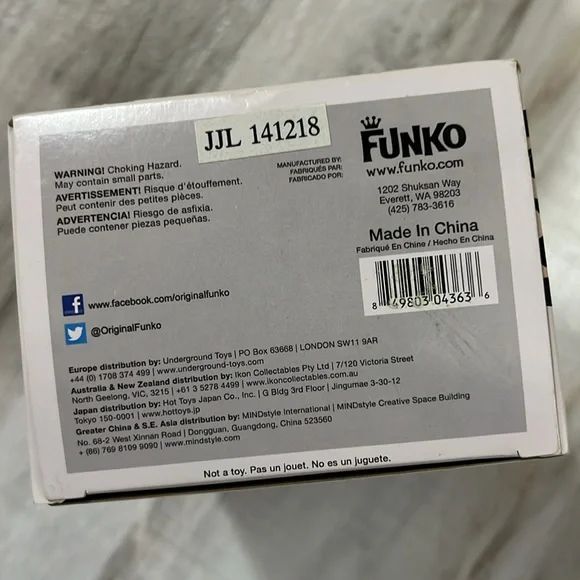 JJL 141218
WARNING! Choking Hazard.
May contain small parts.
AVERTISSEMENT! Risque d'étouffement.
Peut contenir des petites pièces.
ADVERTENCIA! Riesgo de asfixia.
Puede contener piezas pequeñas.
MANUFACTURED BY:
FABRIQUÉ PAR:
FABRICADO POR:
FUNKO
www.funko.com
1202 Shuksan Way
Everett, WA 98203
(425) 783-3616
Made In China
Fabriqué En Chine / Hecho En China
8 49803 04363 6
f www.facebook.com/originalfunko
@OriginalFunko
Europe distribution by: Underground Toys | PO Box 63668 | LONDON SW11 9AR
+44 (0) 1708 374 499 | www.underground-toys.com
Australia & New Zealand distribution by: Ikon Collectables Pty Ltd | 7/120 Victoria Street
North Geelong, VIC, 3215 | +61 3 5278 4499 | www.ikoncollectables.com.au
Japan distribution by: Hot Toys Japan Co., Inc. | G Bldg 3rd Floor | Jingumae 3-30-12
Tokyo 150-0001 | www.hottoys.jp
Greater China & S.E. Asia distribution by: MINDstyle International | MINDstyle Creative Space Building
No. 68-2 West Xinnan Road | Dongguan, Guangdong, China 523560
+ (86) 769 8109 9090 | www.mindstyle.com
Not a toy. Pas un jouet. No es un juguete.